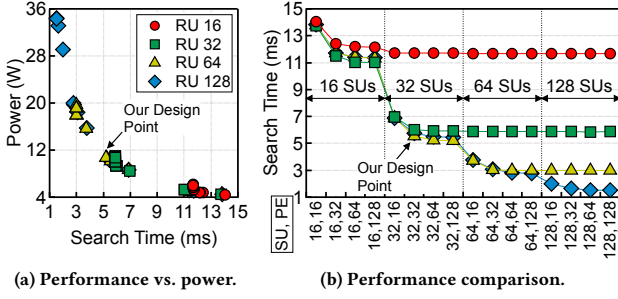 36
28
20
12
4
Power (W)
1 3 5 7 9 11 13 15
Search Time (ms)
RU 16
RU 32
RU 64
RU 128
Our Design
Point
(a) Performance vs. power.
15
13
11
9
7
5
3
1
Search Time (ms)
16 SUs
32 SUs
64 SUs
128 SUs
Our Design
Point
SU, PE
16,16
16,32
16,64
16,128
32,16
32,32
32,64
32,128
64,16
64,32
64,64
64,128
128,16
128,32
128,64
128,128
(b) Performance comparison.